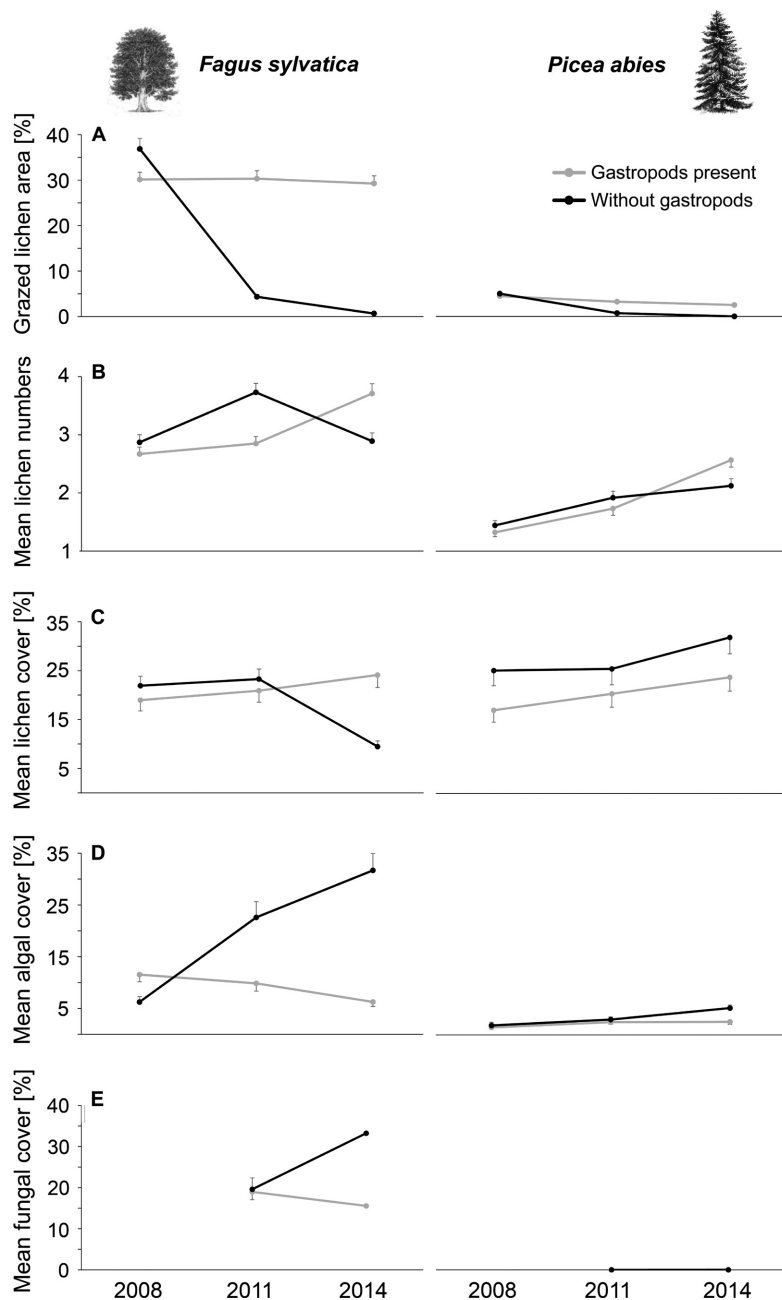 Fagus sylvatica
Picea abies
A
Grazed lichen area [%]
40
30
20
10
5
0
Gastropods present
Without gastropods
B
Mean lichen numbers
4
3
2
1
C
Mean lichen cover [%]
35
25
15
5
D
Mean algal cover [%]
35
25
15
5
E
Mean fungal cover [%]
40
30
20
10
0
2008 2011 2014 2008 2011 2014